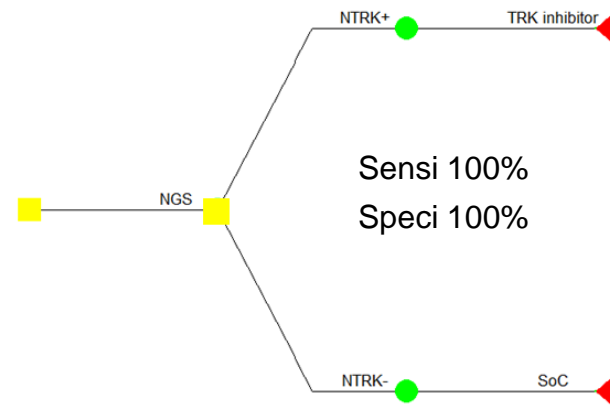 NTRK+ TRK inhibitor
Sensi 100%
NGS
Speci 100%
NTRK- SoC